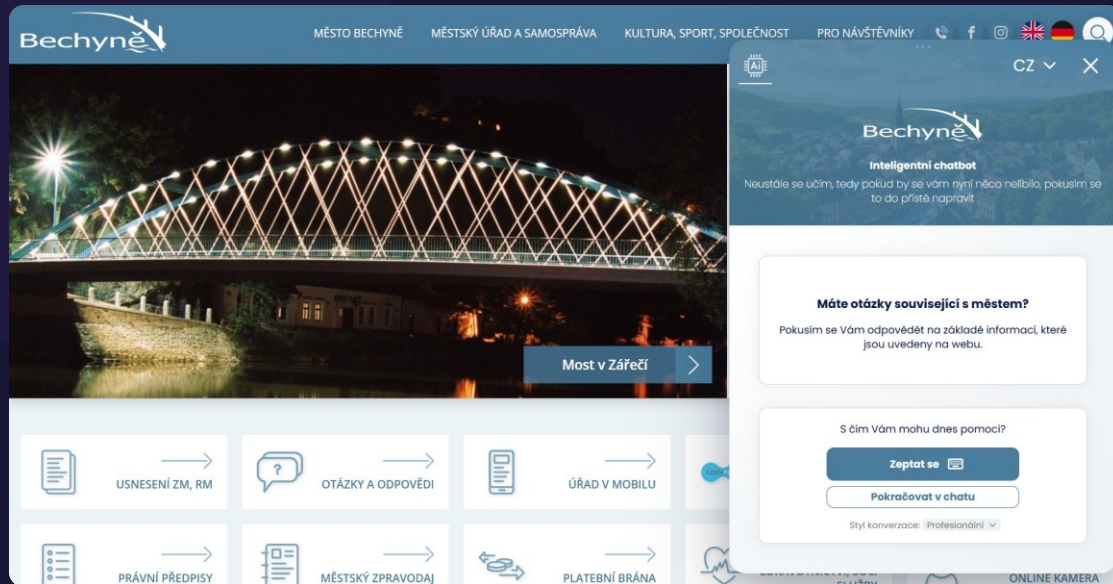 Bechyně
MĚSTO BECHYNĚ
MĚSTSKÝ ÚŘAD A SAMOSPRÁVA
KULTURA, SPORT, SPOLEČNOST
PRO NÁVŠTĚVNÍKY
Most v Zářečí
USNESENÍ ZM, RM
OTÁZKY A ODPOVĚDI
ÚŘAD V MOBILU
PRÁVNÍ PŘEDPISY
MĚSTSKÝ ZPRAVODAJ
PLATEBNÍ BRÁNA
ONLINE KAMERA
Ai
CZ
Bechyně
Inteligentní chatbot
Neustále se učím, tedy pokud by se vám nyní něco nelíbilo, pokusím se
to do příště napravit
Máte otázky související s městem?
Pokusím se Vám odpovědět na základě informací, které
jsou uvedeny na webu.
S čím Vám mohu dnes pomoci?
Zeptat se
Pokračovat v chatu
Styl konverzace: Profesionální